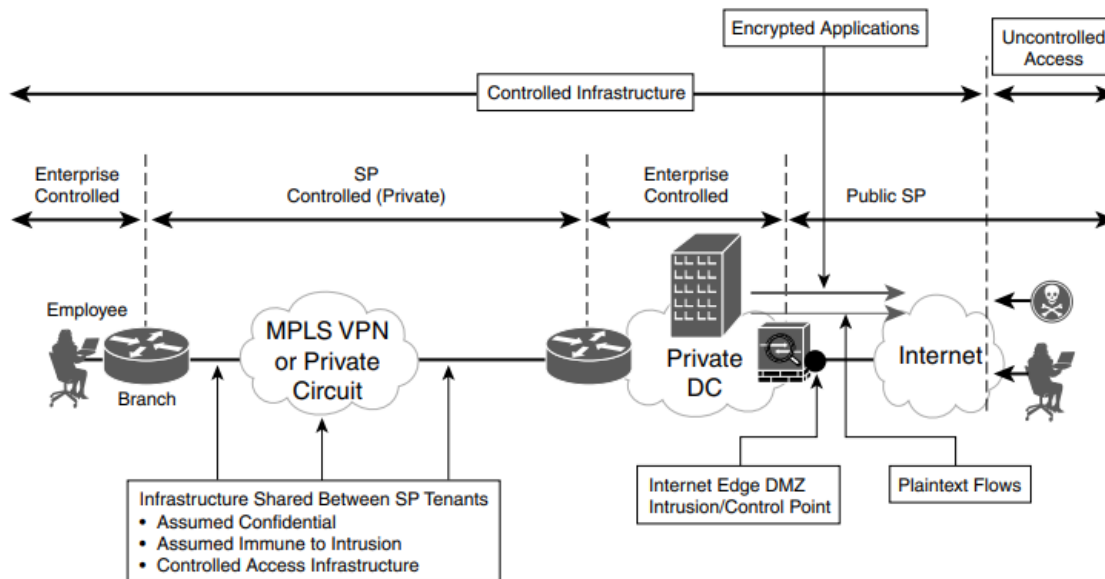 Encrypted Applications
Uncontrolled
Access
Controlled Infrastructure
Enterprise
Controlled
SP
Controlled (Private)
Enterprise
Controlled
Public SP
Employee
Branch
MPLS VPN
or Private
Circuit
Private
DC
Internet
Infrastructure Shared Between SP Tenants
• Assumed Confidential
• Assumed Immune to Intrusion
• Controlled Access Infrastructure
Internet Edge DMZ
Intrusion/Control Point
Plaintext Flows